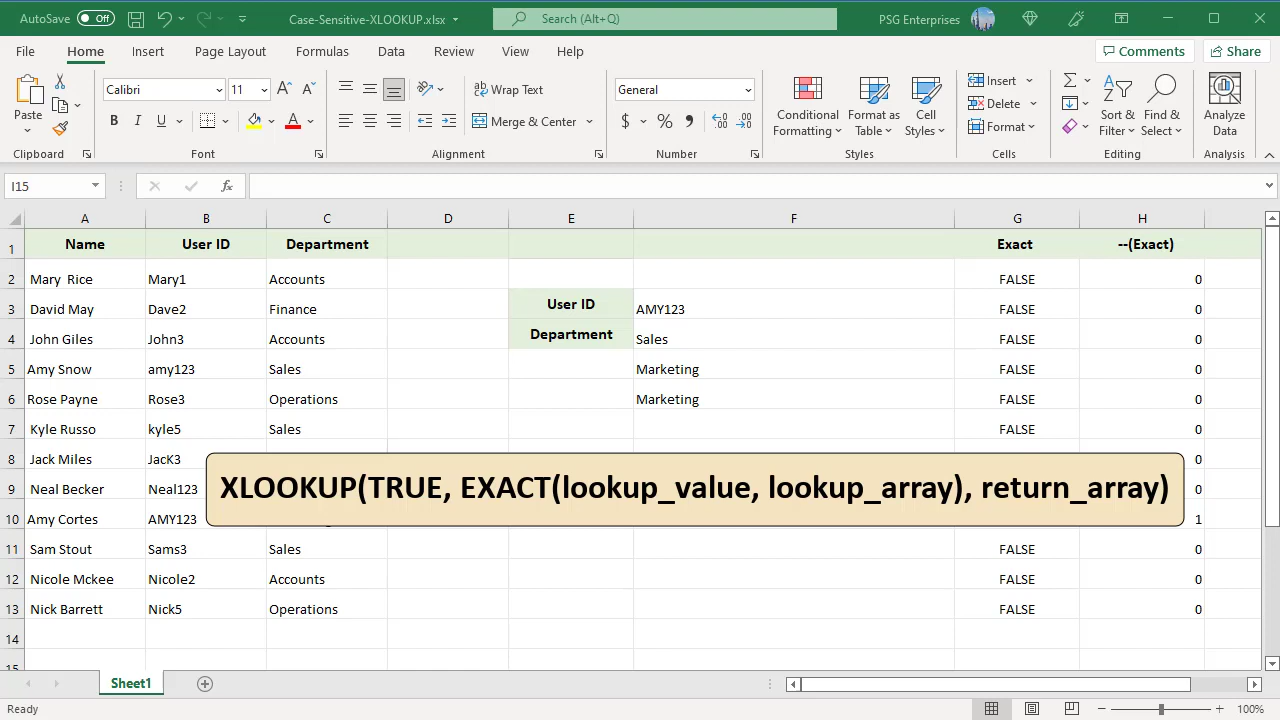 AutoSave Off Case-Sensitive-XLOOKUP.xlsx Search (Alt+Q) PSG Enterprises
File Home Insert Page Layout Formulas Data Review View Help Comments Share
Paste
Clipboard
Calibri 11
B I U A
Font
Wrap Text
Merge & Center
Alignment
General
$ % 9
Number
Conditional Formatting
Format as Table
Cell Styles
Styles
Insert
Delete
Format
Cells
Sort & Filter
Find & Select
Editing
Analyze Data
Analysis
I15 fx
A B C D E F G H
1 Name User ID Department Exact --(Exact)
2 Mary  Rice Mary1 Accounts FALSE 0
3 David May Dave2 Finance User ID AMY123 FALSE 0
4 John Giles John3 Accounts Department Sales FALSE 0
5 Amy Snow amy123 Sales Marketing FALSE 0
6 Rose Payne Rose3 Operations Marketing FALSE 0
7 Kyle Russo kyle5 Sales FALSE 0
8 Jack Miles JacK3 0
9 Neal Becker Neal123 0
XLOOKUP(TRUE, EXACT(lookup_value, lookup_array), return_array)
10 Amy Cortes AMY123 1
11 Sam Stout Sams3 Sales FALSE 0
12 Nicole Mckee Nicole2 Accounts FALSE 0
13 Nick Barrett Nick5 Operations FALSE 0
14
15
Sheet1
Ready 100%